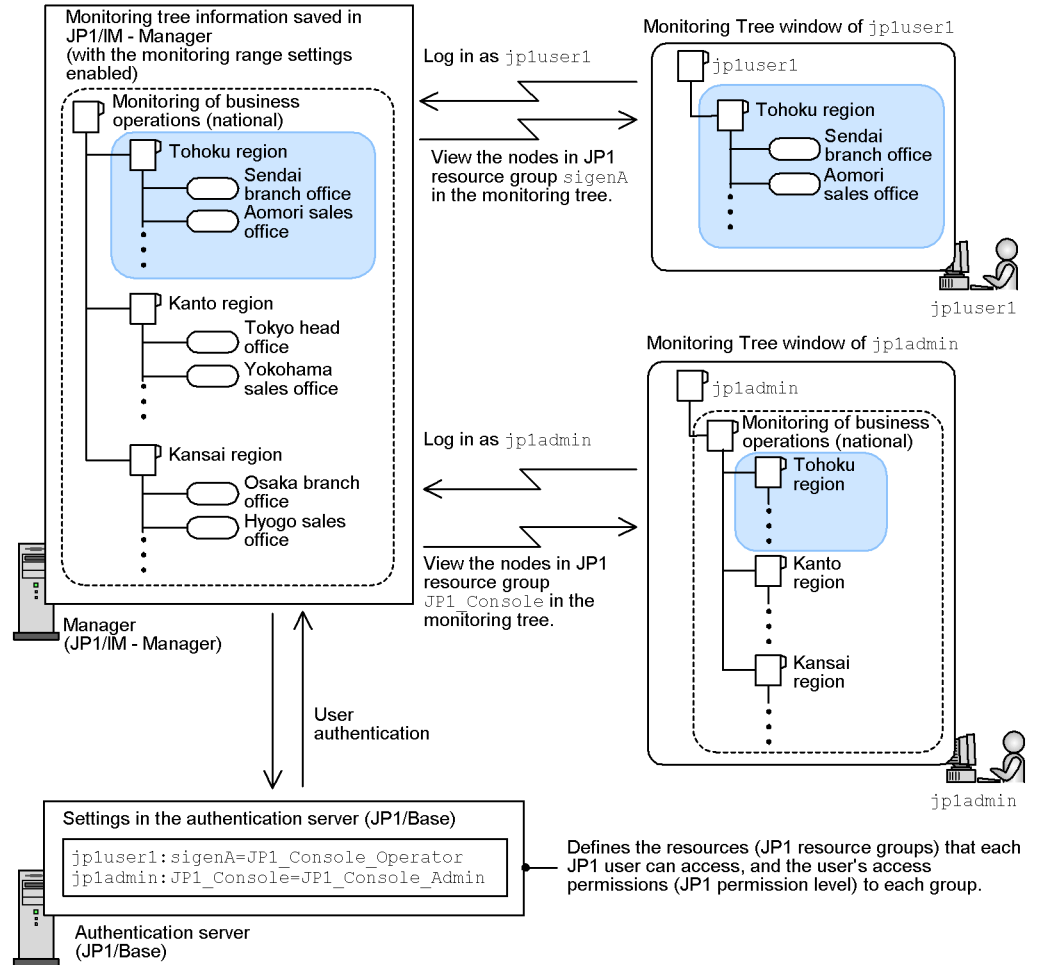 Monitoring tree information saved in
JP1/IM - Manager
(with the monitoring range settings
enabled)
Monitoring of business
operations (national)
Tohoku region
Sendai
branch office
Aomori sales
office
Kanto region
Tokyo head
office
Yokohama
sales office
Kansai region
Osaka branch
office
Hyogo sales
office
Manager
(JP1/IM - Manager)
Log in as jp1user1
View the nodes in JP1
resource group sigenA
in the monitoring tree.
Monitoring Tree window of jp1user1
jp1user1
Tohoku region
Sendai
branch office
Aomori
sales office
jp1user1
Log in as jp1admin
View the nodes in JP1
resource group
JP1_Console in the
monitoring tree.
Monitoring Tree window of jp1admin
jp1admin
Monitoring of business
operations (national)
Tohoku
region
Kanto
region
Kansai
region
jp1admin
User
authentication
Settings in the authentication server (JP1/Base)
jp1user1:sigenA=JP1_Console_Operator
jp1admin:JP1_Console=JP1_Console_Admin
Defines the resources (JP1 resource groups) that each
JP1 user can access, and the user's access
permissions (JP1 permission level) to each group.
Authentication server
(JP1/Base)